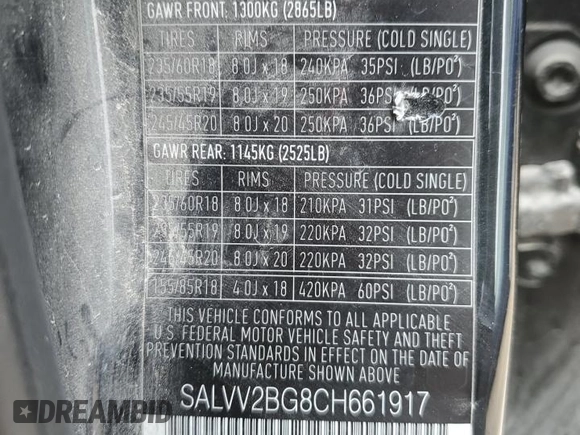 GAWR FRONT: 1300KG (2865LB)
TIRES RIMS PRESSURE (COLD SINGLE)
235/60R18 8.0J x 18 240KPA 35PSI (LB/PO²)
235/55R19 8.0J x 19 250KPA 36PSI (LB/PO²)
245/45R20 8.0J x 20 250KPA 36PSI (LB/PO²)
GAWR REAR: 1145KG (2525LB)
TIRES RIMS PRESSURE (COLD SINGLE)
235/60R18 8.0J x 18 210KPA 31PSI (LB/PO²)
235/55R19 8.0J x 19 220KPA 32PSI (LB/PO²)
245/45R20 8.0J x 20 220KPA 32PSI (LB/PO²)
155/85R18 4.0J x 18 420KPA 60PSI (LB/PO²)
THIS VEHICLE CONFORMS TO ALL APPLICABLE
U.S. FEDERAL MOTOR VEHICLE SAFETY AND THEFT
PREVENTION STANDARDS IN EFFECT ON THE DATE
OF MANUFACTURE SHOWN ABOVE
SALVV2BG8CH661917
#DidItCrash